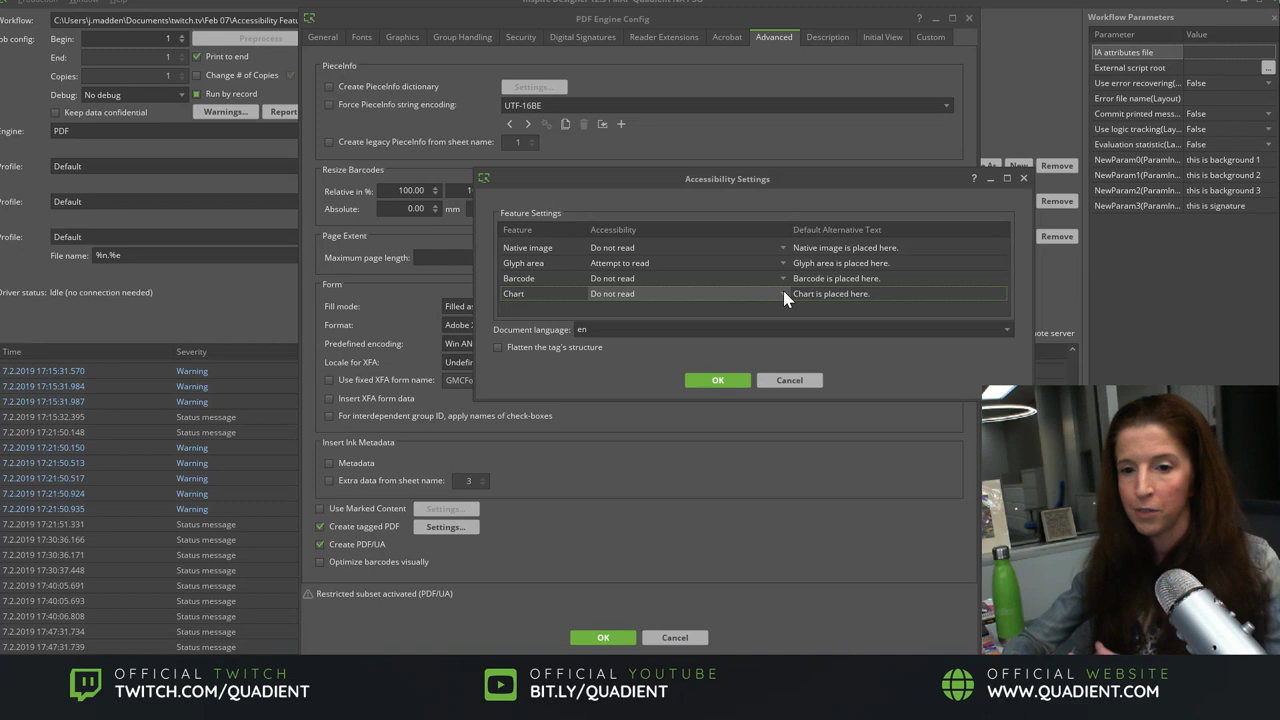 Production Window
Inspire Designer
PDF Engine Config
Workflow: C:\Users\j.madden\Documents\twitch.tv\Feb 07\Accessibility Featu
Job config: Begin: 1 Preprocess
End: 1 Print to end
Copies: 1 Change # of Copies
Debug: No debug Run by record
Keep data confidential Warnings... Report
Engine: PDF
Profile: Default
Profile: Default
Profile: Default
File name: %n.%e
Driver status: Idle (no connection needed)
Time Severity
7.2.2019 17:15:31.570 Warning
7.2.2019 17:15:31.984 Warning
7.2.2019 17:15:31.987 Warning
7.2.2019 17:15:32.395 Status message
7.2.2019 17:21:50.148 Status message
7.2.2019 17:21:50.150 Warning
7.2.2019 17:21:50.513 Warning
7.2.2019 17:21:50.517 Warning
7.2.2019 17:21:50.924 Warning
7.2.2019 17:21:50.935 Warning
7.2.2019 17:21:51.331 Status message
7.2.2019 17:30:36.166 Status message
7.2.2019 17:30:36.171 Status message
7.2.2019 17:30:37.448 Status message
7.2.2019 17:40:05.691 Status message
7.2.2019 17:40:05.693 Status message
7.2.2019 17:40:06.808 Status message
7.2.2019 17:47:31.734 Status message
7.2.2019 17:47:31.739 Status message
General Fonts Graphics Group Handling Security Digital Signatures Reader Extensions Acrobat Advanced Description Initial View Custom
PieceInfo
Create PieceInfo dictionary Settings...
Force PieceInfo string encoding: UTF-16BE
Create legacy PieceInfo from sheet name: 1
Resize Barcodes
Relative in %: 100.00
Absolute: 0.00 mm
Page Extent
Maximum page length:
Form
Fill mode: Filled as
Format: Adobe
Predefined encoding: Win AN
Locale for XFA: Undefin
Use fixed XFA form name: GMCFo
Insert XFA form data
For interdependent group ID, apply names of check-boxes
Insert Ink Metadata
Metadata
Extra data from sheet name: 3
Use Marked Content Settings...
Create tagged PDF Settings...
Create PDF/UA
Optimize barcodes visually
Restricted subset activated (PDF/UA)
OK Cancel
Accessibility Settings
Feature Settings
Feature Accessibility Default Alternative Text
Native image Do not read Native image is placed here.
Glyph area Attempt to read Glyph area is placed here.
Barcode Do not read Barcode is placed here.
Chart Do not read Chart is placed here.
Document language: en
Flatten the tag's structure
OK Cancel
As New Remove
Remove
Remove
note server
Workflow Parameters
Parameter Value
IA attributes file
External script root ...
Use error recovering(... False
Error file name(Layout)
Commit printed mess... False
Use logic tracking(Lay... False
Evaluation statistic(La... False
NewParam0(ParamIn... this is background 1
NewParam1(ParamIn... this is background 2
NewParam2(ParamIn... this is background 3
NewParam3(ParamIn... this is signature
OFFICIAL TWITCH
TWITCH.COM/QUADIENT
OFFICIAL YOUTUBE
BIT.LY/QUADIENT
OFFICIAL WEBSITE
WWW.QUADIENT.COM